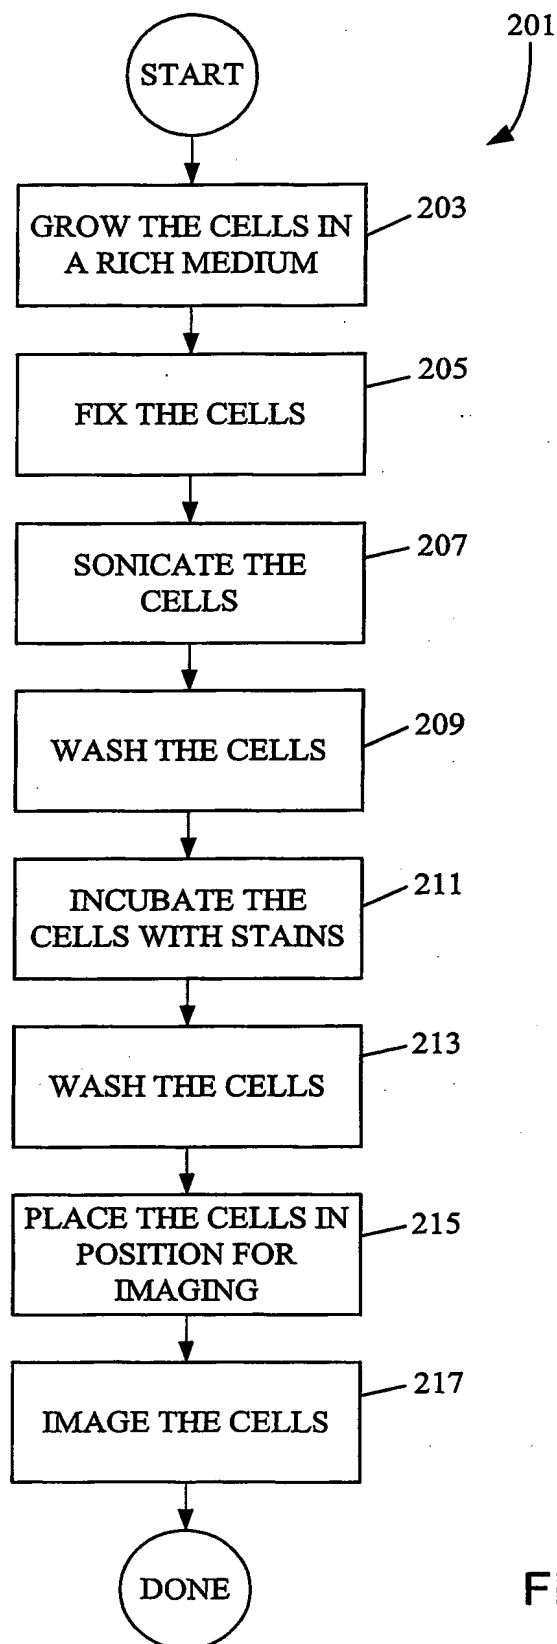 201
START
GROW THE CELLS IN
A RICH MEDIUM
203
FIX THE CELLS
205
SONICATE THE
CELLS
207
WASH THE CELLS
209
INCUBATE THE
CELLS WITH STAINS
211
WASH THE CELLS
213
PLACE THE CELLS IN
POSITION FOR
IMAGING
215
IMAGE THE CELLS
217
DONE